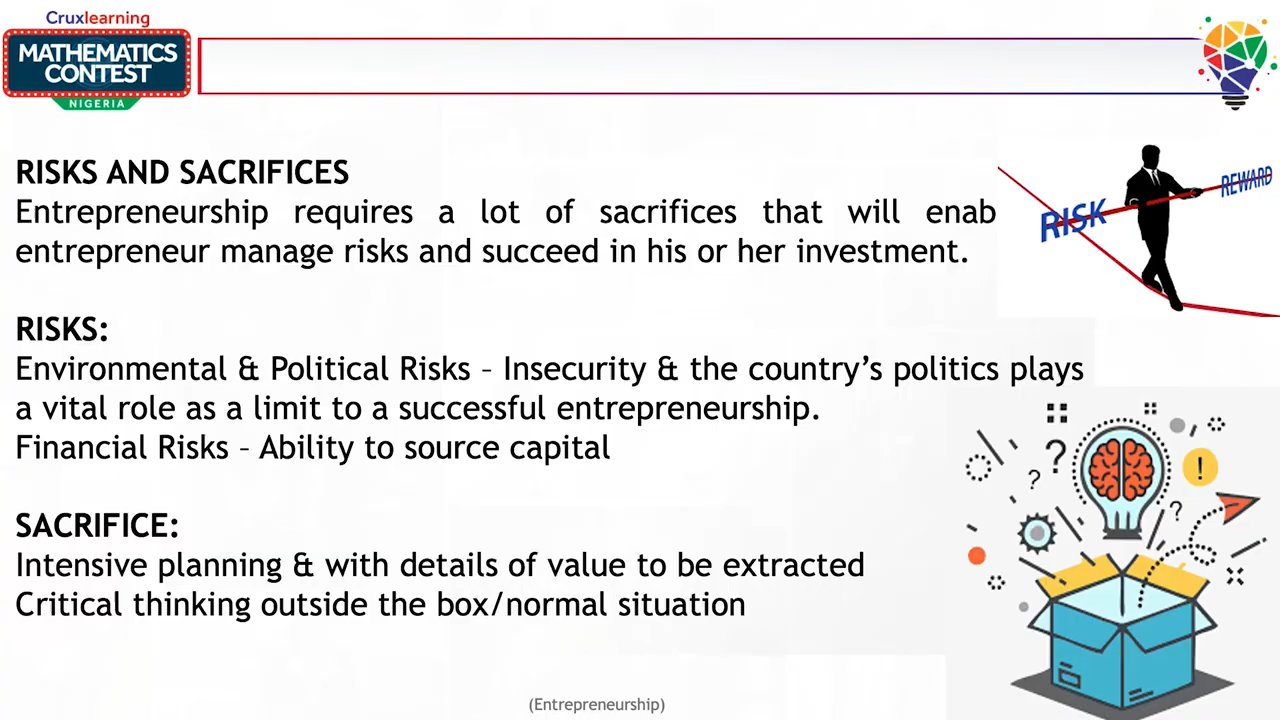 Cruxlearning
MATHEMATICS
CONTEST
NIGERIA
RISKS AND SACRIFICES
Entrepreneurship requires a lot of sacrifices that will enab
entrepreneur manage risks and succeed in his or her investment.
RISK
REWARD
RISKS:
Environmental & Political Risks – Insecurity & the country's politics plays
a vital role as a limit to a successful entrepreneurship.
Financial Risks – Ability to source capital
SACRIFICE:
Intensive planning & with details of value to be extracted
Critical thinking outside the box/normal situation
? ? ? !
(Entrepreneurship)